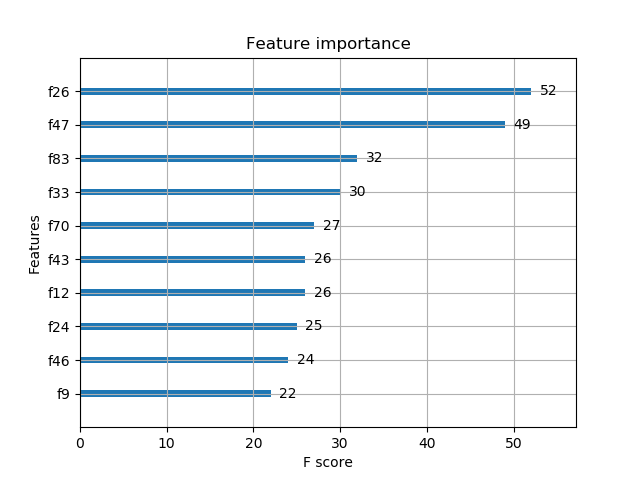 Feature importance
Features
f26 52
f47 49
f83 32
f33 30
f70 27
f43 26
f12 26
f24 25
f46 24
f9 22
0 10 20 30 40 50
F score